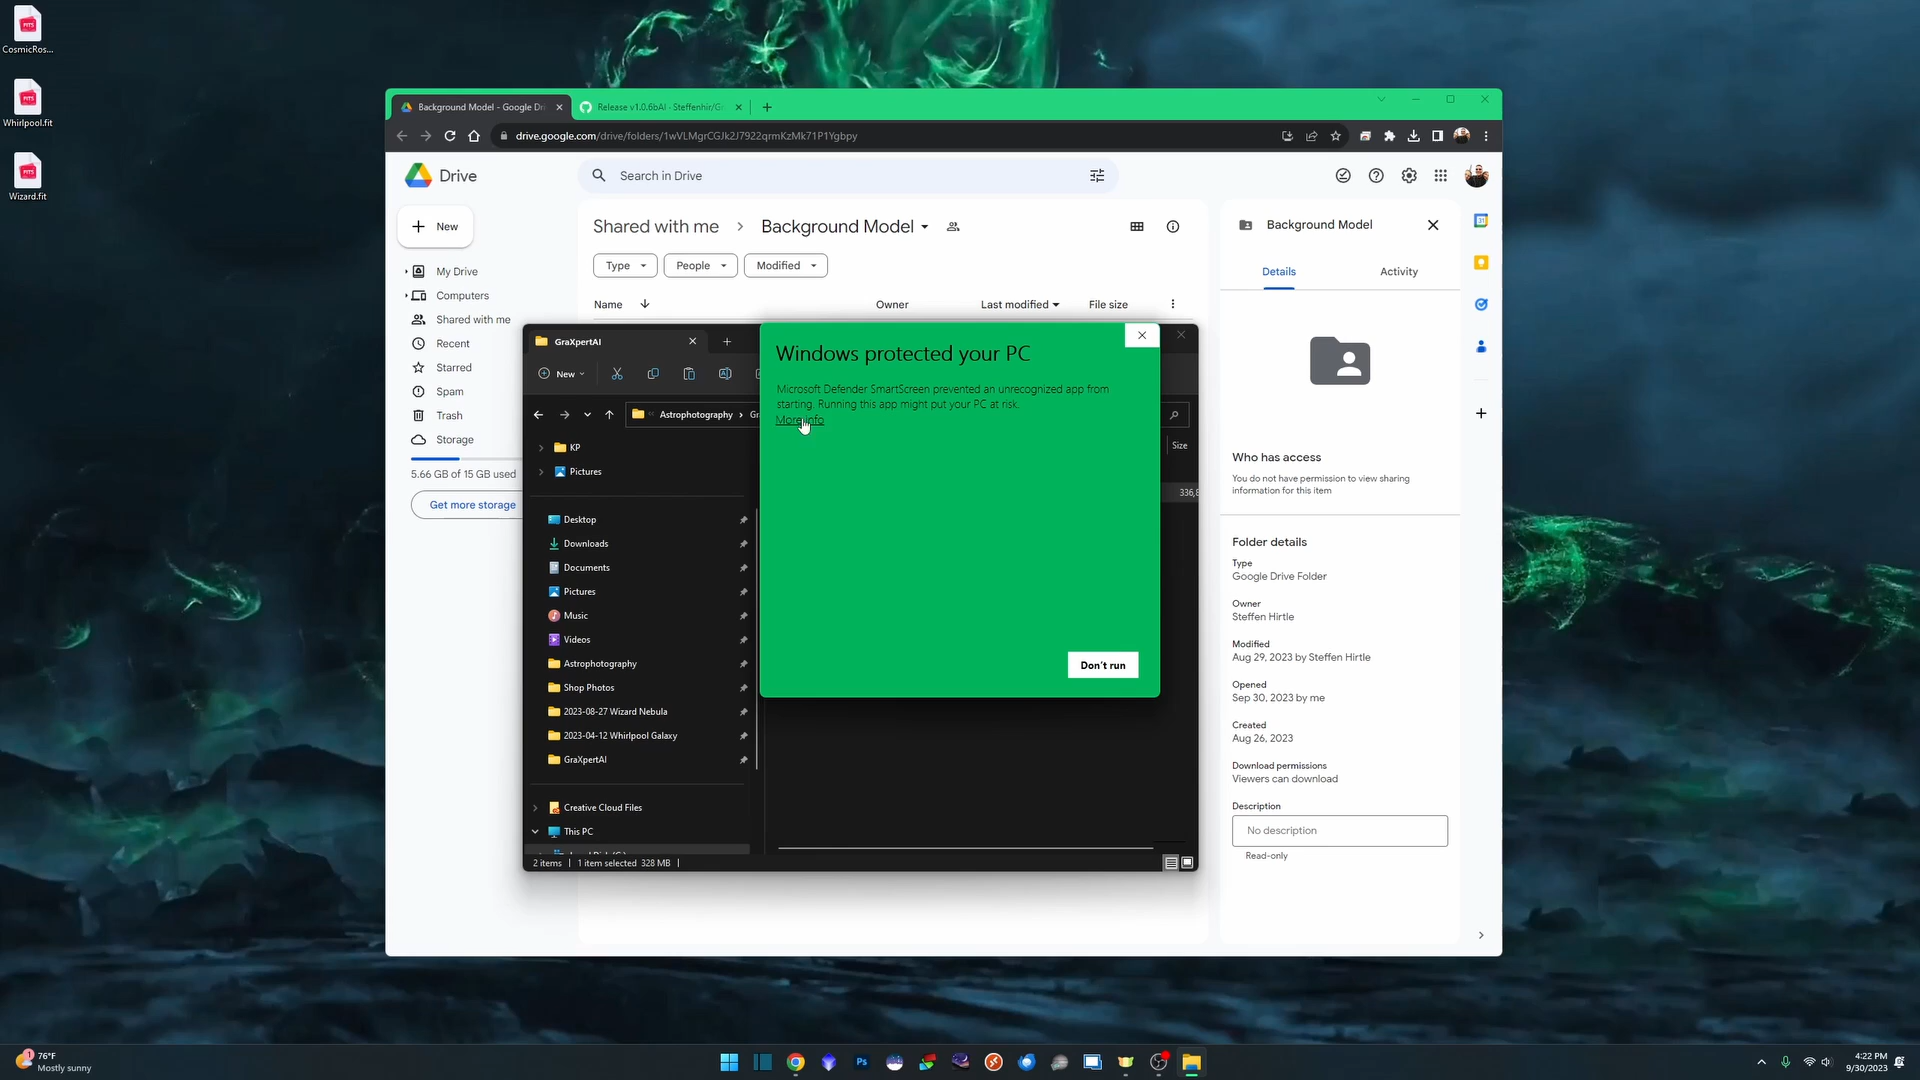 CosmicRos...
Whirlpool.fit
Wizard.fit
Background Model - Google Dri
Release v1.0.6bAI · Steffenhir/G
drive.google.com/drive/folders/1wVLMgrCGJk2J7922qrmKzMk71P1Ygbpy
Drive
Search in Drive
New
My Drive
Computers
Shared with me
Recent
Starred
Spam
Trash
Storage
5.66 GB of 15 GB used
Get more storage
Shared with me
Background Model
Type
People
Modified
Name
Owner
Last modified
File size
GraXpertAI
New
Astrophotography
Gra
KP
Pictures
Desktop
Downloads
Documents
Pictures
Music
Videos
Astrophotography
Shop Photos
2023-08-27 Wizard Nebula
2023-04-12 Whirlpool Galaxy
GraXpertAI
Creative Cloud Files
This PC
2 items
1 item selected 328 MB
Size
336,8
Windows protected your PC
Microsoft Defender SmartScreen prevented an unrecognized app from
starting. Running this app might put your PC at risk.
More info
Don't run
Background Model
Details
Activity
Who has access
You do not have permission to view sharing
information for this item
Folder details
Type
Google Drive Folder
Owner
Steffen Hirtle
Modified
Aug 29, 2023 by Steffen Hirtle
Opened
Sep 30, 2023 by me
Created
Aug 26, 2023
Download permissions
Viewers can download
Description
No description
Read-only
76°F
Mostly sunny
4:22 PM
9/30/2023